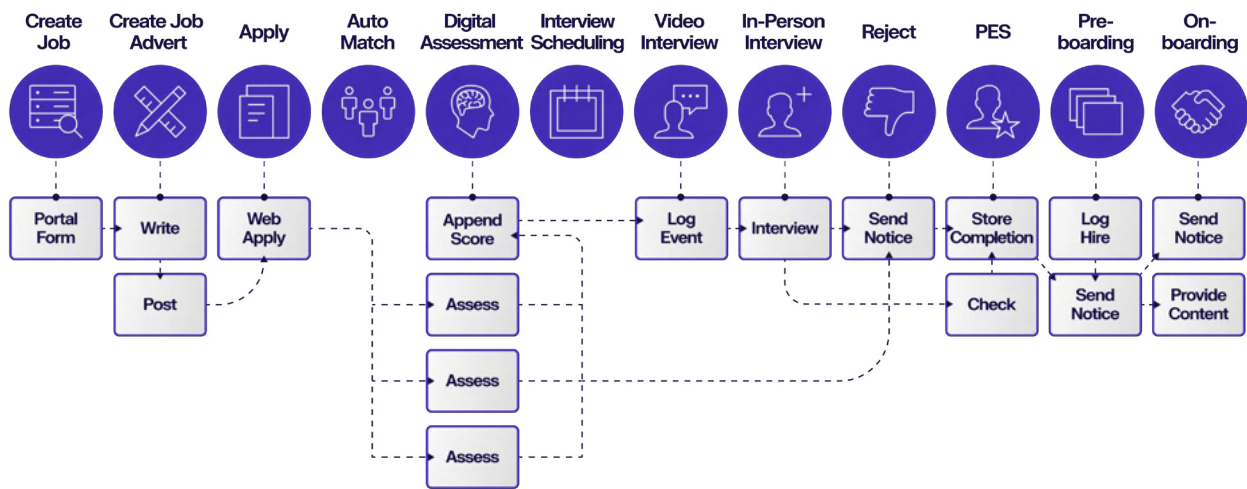 Create
Job
Create Job
Advert
Apply
Auto
Match
Digital
Assessment
Interview
Scheduling
Video
Interview
In-Person
Interview
Reject
PES
Pre-
boarding
On-
boarding
Portal
Form
Write
Web
Apply
Append
Score
Log
Event
Interview
Send
Notice
Store
Completion
Log
Hire
Send
Notice
Post
Assess
Check
Send
Notice
Provide
Content
Assess
Assess